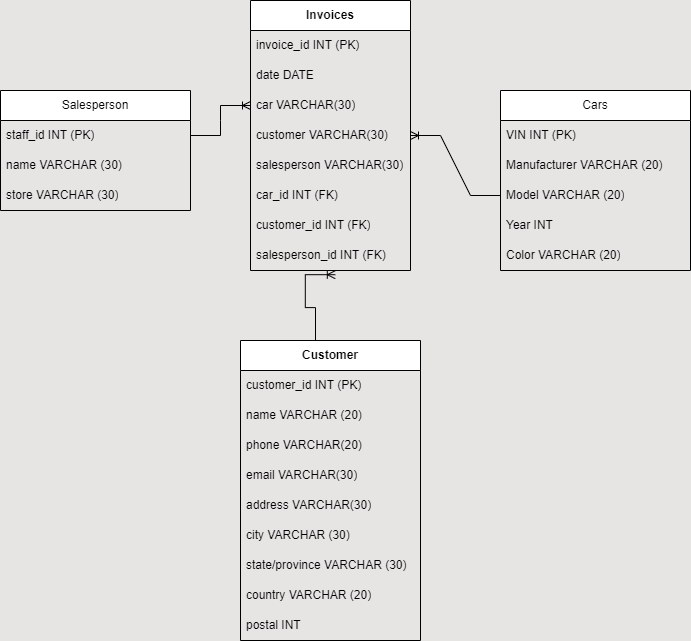 Invoices
invoice_id INT (PK)
date DATE
car VARCHAR(30)
customer VARCHAR(30)
salesperson VARCHAR(30)
car_id INT (FK)
customer_id INT (FK)
salesperson_id INT (FK)
Salesperson
staff_id INT (PK)
name VARCHAR (30)
store VARCHAR (30)
Cars
VIN INT (PK)
Manufacturer VARCHAR (20)
Model VARCHAR (20)
Year INT
Color VARCHAR (20)
Customer
customer_id INT (PK)
name VARCHAR (20)
phone VARCHAR(20)
email VARCHAR(30)
address VARCHAR(30)
city VARCHAR (30)
state/province VARCHAR (30)
country VARCHAR (20)
postal INT